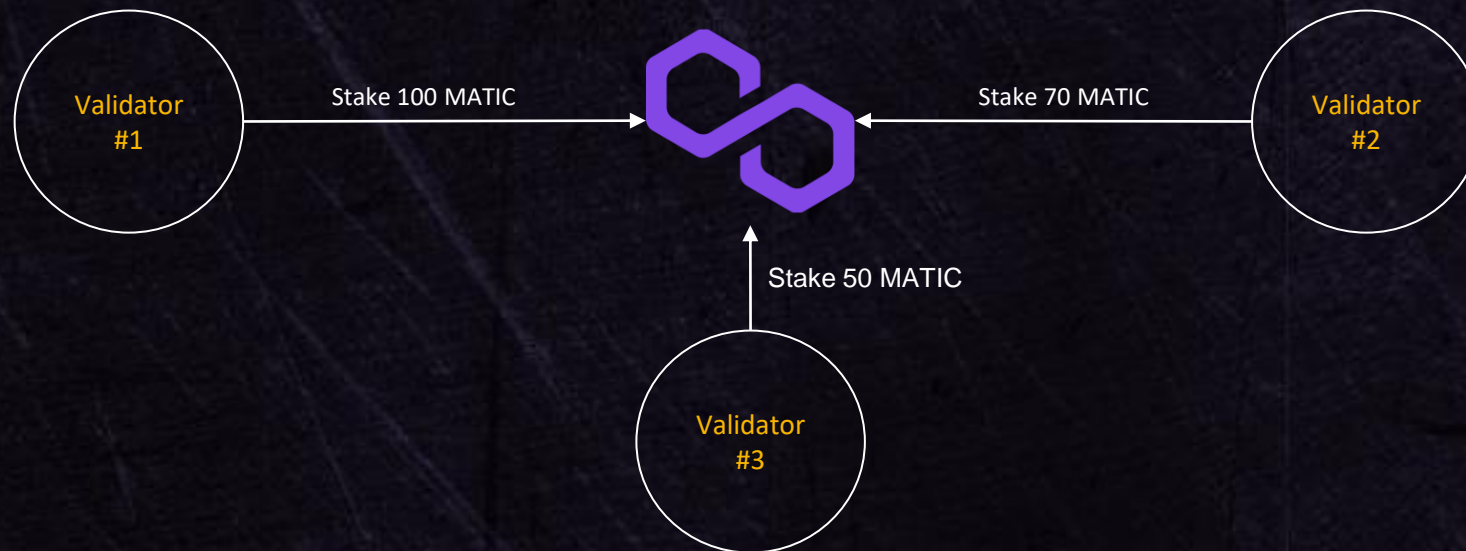 Validator
#1
Stake 100 MATIC
Stake 70 MATIC
Validator
#2
Stake 50 MATIC
Validator
#3